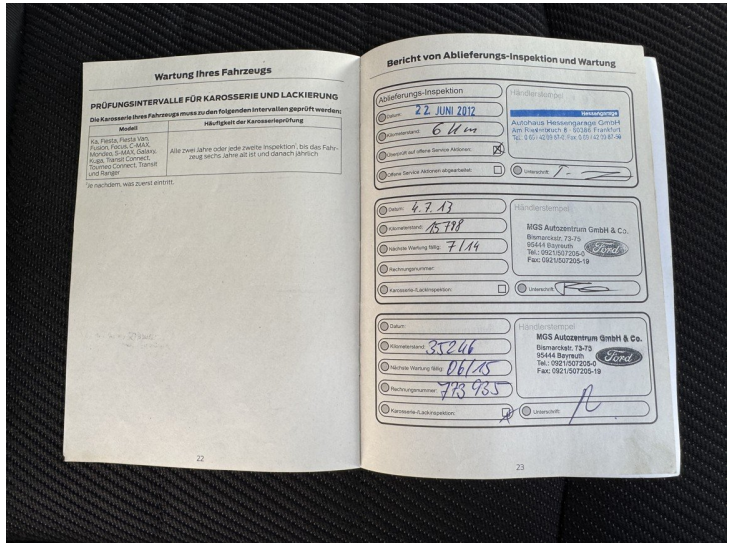 Wartung Ihres Fahrzeugs
PRÜFUNGSINTERVALLE FÜR KAROSSERIE UND LACKIERUNG
Die Karosserie Ihres Fahrzeugs muss zu den folgenden Intervallen geprüft werden:
Modell
Häufigkeit der Karosserieprüfung
Ka, Fiesta, Fiesta Van,
Fusion, Focus, C-MAX,
Mondeo, S-MAX, Galaxy,
Kuga, Transit Connect,
Tourneo Connect, Transit
und Ranger
Alle zwei Jahre oder jede zweite Inspektion*, bis das Fahr-
zeug sechs Jahre alt ist und danach jährlich
*Je nachdem, was zuerst eintritt.
22
Bericht von Ablieferungs-Inspektion und Wartung
Ablieferungs-Inspektion
Datum: 22. JUNI 2012
Kilometerstand: 6 Km
Überprüft auf offene Service Aktionen:
Offene Service Aktionen abgearbeitet:
Händlerstempel
Hessengarage
Autohaus Hessengarage GmbH
Am Riederbruch 8 - 60386 Frankfurt
Unterschrift:
Datum: 4.7.13
Kilometerstand: 15798
Nächste Wartung fällig: 7/14
Rechnungsnummer:
Karosserie-/Lackinspektion:
Händlerstempel
MGS Autozentrum GmbH & Co.
Bismarckstr. 73-75
95444 Bayreuth
Tel.: 0921/507205-0
Fax: 0921/507205-19
Ford
Unterschrift:
Datum:
Kilometerstand: 35246
Nächste Wartung fällig: 06/15
Rechnungsnummer: 773935
Karosserie-/Lackinspektion:
Händlerstempel
MGS Autozentrum GmbH & Co.
Bismarckstr. 73-75
95444 Bayreuth
Tel.: 0921/507205-0
Fax: 0921/507205-19
Ford
Unterschrift:
23